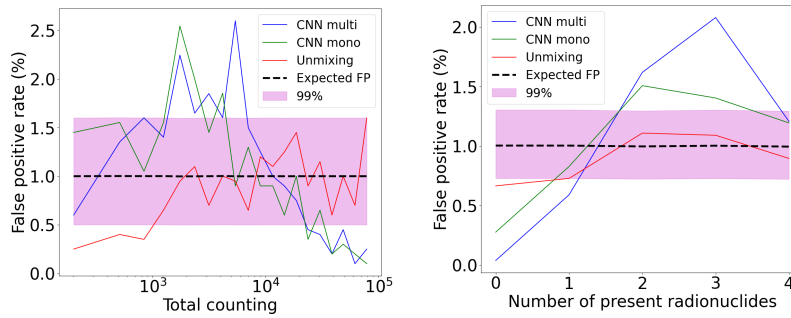 False positive rate (%)
2.5
2.0
1.5
1.0
0.5
0.0
CNN multi
CNN mono
Unmixing
Expected FP
99%
10³
10⁴
10⁵
Total counting
False positive rate (%)
2.0
1.5
1.0
0.5
0.0
CNN multi
CNN mono
Unmixing
Expected FP
99%
0
1
2
3
4
Number of present radionuclides